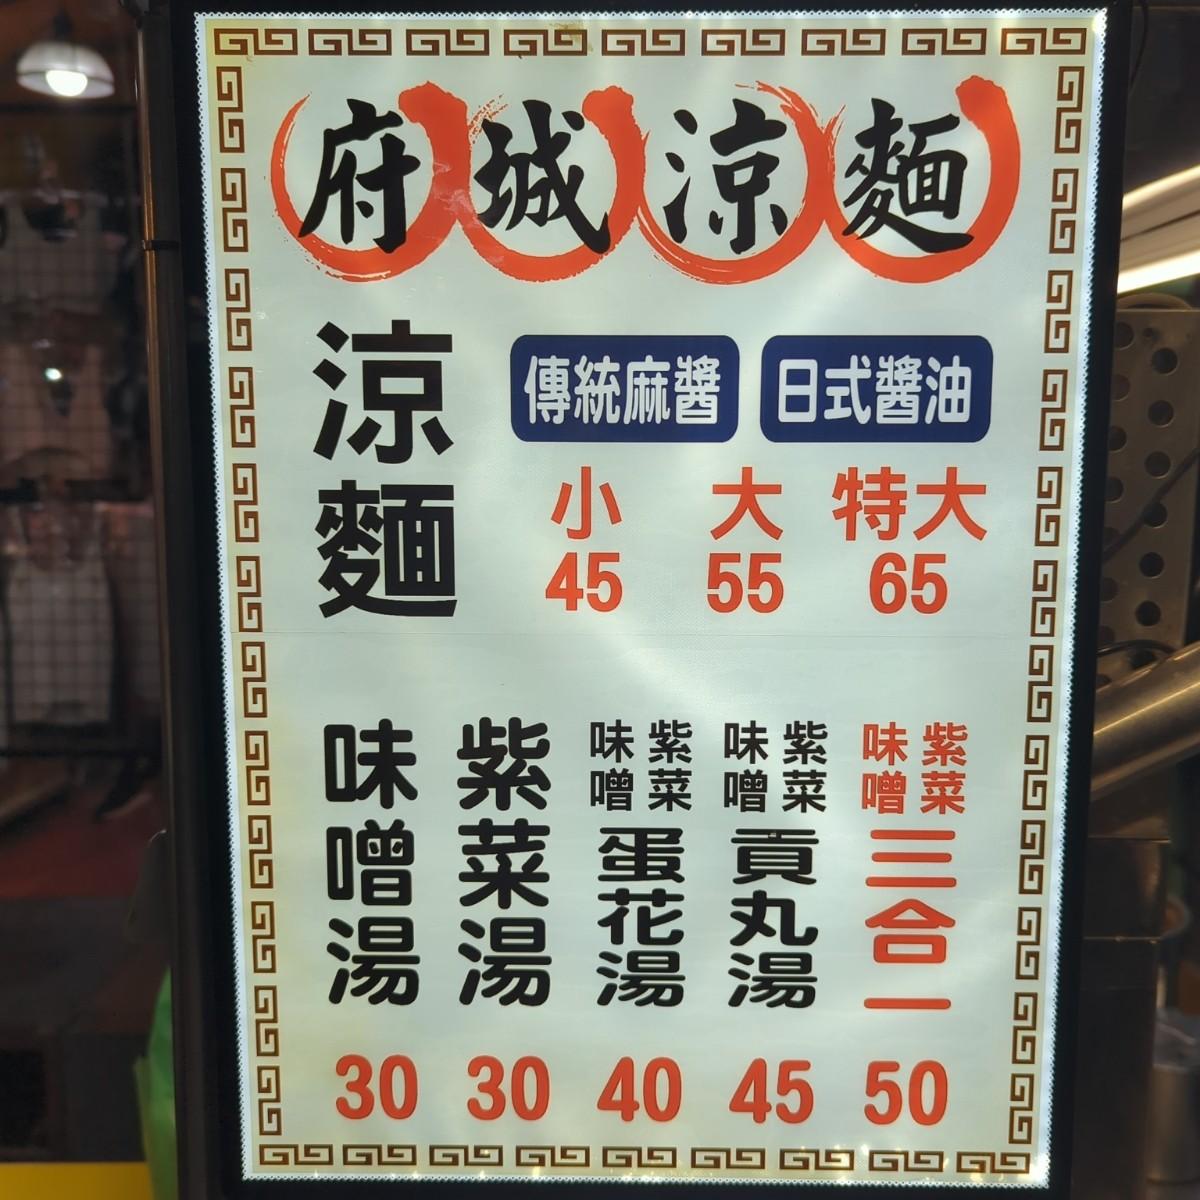 府城涼麵
涼麵
傳統麻醬 日式醬油
小 大 特大
45 55 65
味噌湯
紫菜湯
味噌 紫菜 蛋花湯
味噌 紫菜 貢丸湯
味噌 紫菜 三合一
30 30 40 45 50